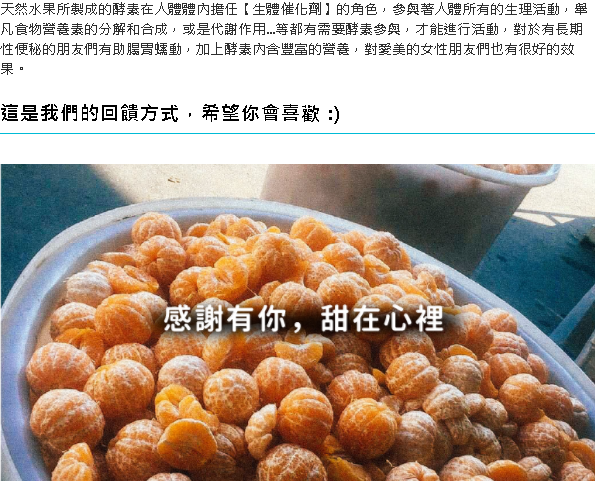 天然水果所製成的酵素在人體體內擔任【生體催化劑】的角色，參與著人體所有的生理活動，舉
凡食物營養素的分解和合成，或是代謝作用...等都有需要酵素參與，才能進行活動，對於有長期
性便秘的朋友們有助腸胃蠕動，加上酵素內含豐富的營養，對愛美的女性朋友們也有很好的效
果。
這是我們的回饋方式，希望你會喜歡 :)
感謝有你，甜在心裡